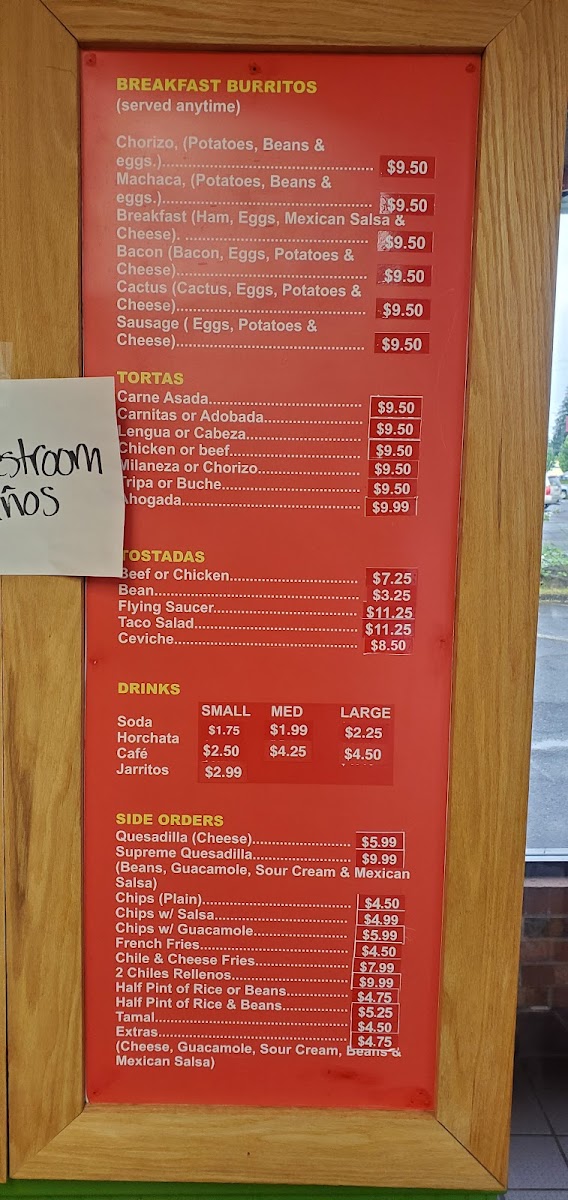 BREAKFAST BURRITOS
(served anytime)
Chorizo, (Potatoes, Beans &
eggs.)............................................... $9.50
Machaca, (Potatoes, Beans &
eggs.)............................................... $9.50
Breakfast (Ham, Eggs, Mexican Salsa &
Cheese). ......................................... $9.50
Bacon (Bacon, Eggs, Potatoes &
Cheese)........................................... $9.50
Cactus (Cactus, Eggs, Potatoes &
Cheese)........................................... $9.50
Sausage ( Eggs, Potatoes &
Cheese)........................................... $9.50
TORTAS
Carne Asada.................................. $9.50
Carnitas or Adobada...................... $9.50
Lengua or Cabeza.......................... $9.50
Chicken or beef.............................. $9.50
Milaneza or Chorizo....................... $9.50
Tripa or Buche............................... $9.50
Ahogada........................................ $9.99
stroom
ños
TOSTADAS
Beef or Chicken............................. $7.25
Bean.............................................. $3.25
Flying Saucer................................ $11.25
Taco Salad.................................... $11.25
Ceviche......................................... $8.50
DRINKS
SMALL MED LARGE
Soda $1.75 $1.99 $2.25
Horchata
Café $2.50 $4.25 $4.50
Jarritos $2.99
SIDE ORDERS
Quesadilla (Cheese)...................... $5.99
Supreme Quesadilla...................... $9.99
(Beans, Guacamole, Sour Cream & Mexican
Salsa)
Chips (Plain).................................. $4.50
Chips w/ Salsa............................... $4.99
Chips w/ Guacamole...................... $5.99
French Fries................................... $4.50
Chile & Cheese Fries..................... $7.99
2 Chiles Rellenos........................... $9.99
Half Pint of Rice or Beans.............. $4.75
Half Pint of Rice & Beans............... $5.25
Tamal............................................. $4.50
Extras............................................ $4.75
(Cheese, Guacamole, Sour Cream, Beans &
Mexican Salsa)